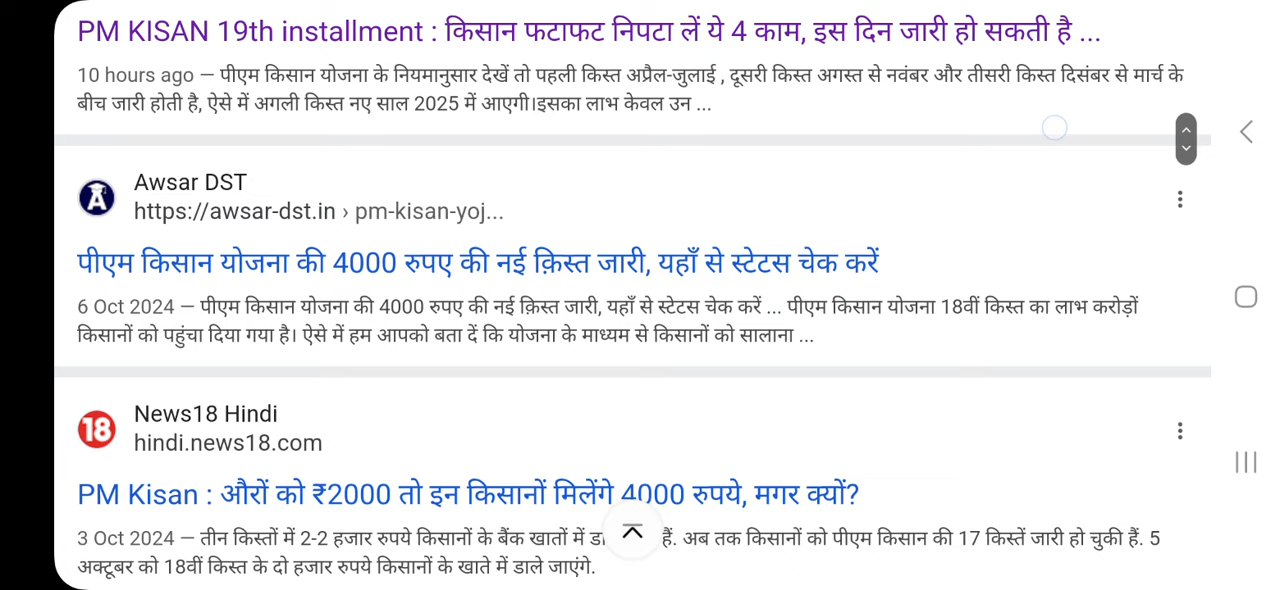 PM KISAN 19th installment : किसान फटाफट निपटा लें ये 4 काम, इस दिन जारी हो सकती है ...
10 hours ago — पीएम किसान योजना के नियमानुसार देखें तो पहली किस्त अप्रैल-जुलाई , दूसरी किस्त अगस्त से नवंबर और तीसरी किस्त दिसंबर से मार्च के
बीच जारी होती है, ऐसे में अगली किस्त नए साल 2025 में आएगी।इसका लाभ केवल उन ...
Awsar DST
https://awsar-dst.in › pm-kisan-yoj...
पीएम किसान योजना की 4000 रुपए की नई क़िस्त जारी, यहाँ से स्टेटस चेक करें
6 Oct 2024 — पीएम किसान योजना की 4000 रुपए की नई क़िस्त जारी, यहाँ से स्टेटस चेक करें ... पीएम किसान योजना 18वीं किस्त का लाभ करोड़ों
किसानों को पहुंचा दिया गया है। ऐसे में हम आपको बता दें कि योजना के माध्यम से किसानों को सालाना ...
18
News18 Hindi
hindi.news18.com
PM Kisan : औरों को ₹2000 तो इन किसानों मिलेंगे 4000 रुपये, मगर क्यों?
3 Oct 2024 — तीन किस्तों में 2-2 हजार रुपये किसानों के बैंक खातों में हैं. अब तक किसानों को पीएम किसान की 17 किस्तें जारी हो चुकी हैं. 5
अक्टूबर को 18वीं किस्त के दो हजार रुपये किसानों के खाते में डाले जाएंगे.